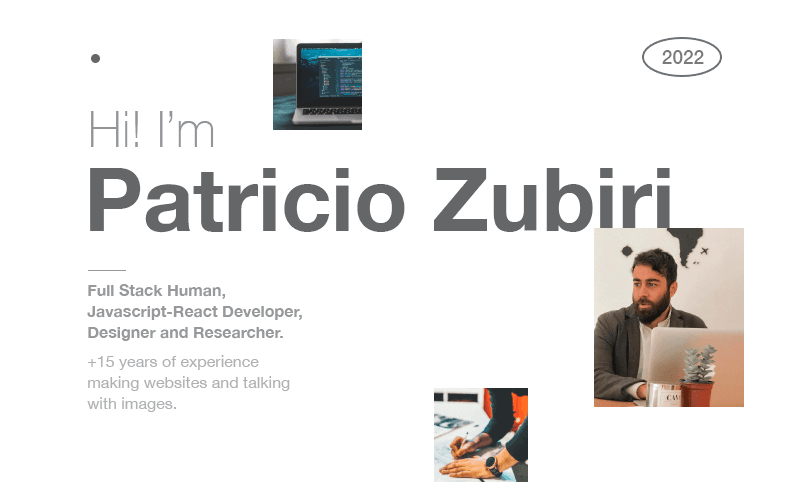 2022
Hi! I’m
Patricio Zubiri
Full Stack Human,
Javascript-React Developer,
Designer and Researcher.
+15 years of experience
making websites and talking
with images.